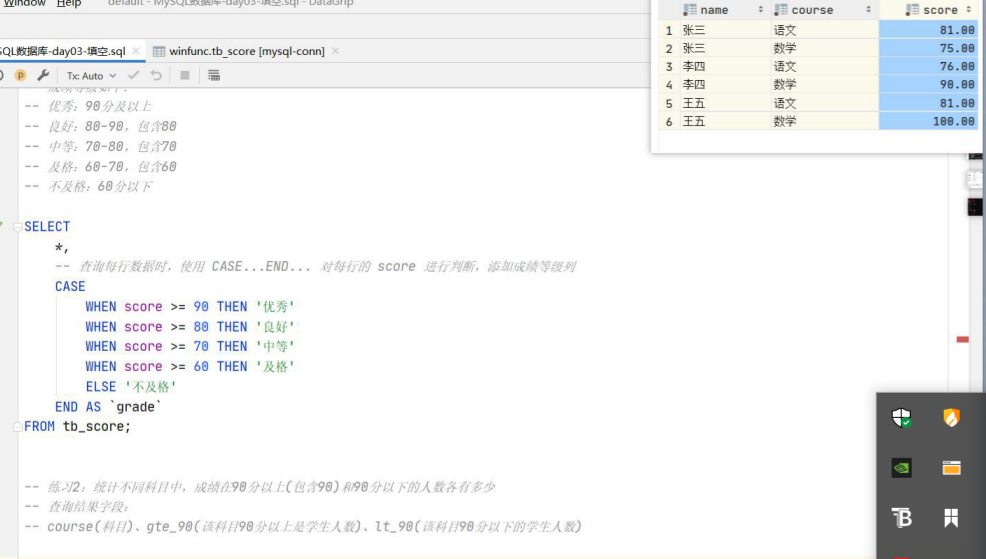 Window Help default - MySQL数据库-day03-填空.sql - DataGrip
SQL数据库-day03-填空.sql × winfunc.tb_score [mysql-conn] ×
Tx: Auto
-- 优秀：90分及以上
-- 良好：80-90，包含80
-- 中等：70-80，包含70
-- 及格：60-70，包含60
-- 不及格：60分以下
SELECT
*,
-- 查询每行数据时，使用 CASE...END... 对每行的 score 进行判断，添加成绩等级列
CASE
WHEN score >= 90 THEN '优秀'
WHEN score >= 80 THEN '良好'
WHEN score >= 70 THEN '中等'
WHEN score >= 60 THEN '及格'
ELSE '不及格'
END AS `grade`
FROM tb_score;
-- 练习2：统计不同科目中，成绩在90分以上(包含90)和90分以下的人数各有多少
-- 查询结果字段：
-- course(科目)、gte_90(该科目90分以上是学生人数)、lt_90(该科目90分以下的学生人数)
name course score
1 张三 语文 81.00
2 张三 数学 75.00
3 李四 语文 76.00
4 李四 数学 90.00
5 王五 语文 81.00
6 王五 数学 100.00